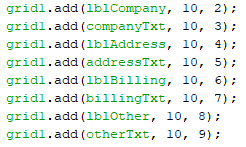 grid1.add(lblCompany, 10, 2);
grid1.add(companyTxt, 10, 3);
grid1.add(lblAddress, 10, 4);
grid1.add(addressTxt, 10, 5);
grid1.add(lblBilling, 10, 6);
grid1.add(billingTxt, 10, 7);
grid1.add(lblOther, 10, 8);
grid1.add(otherTxt, 10, 9);